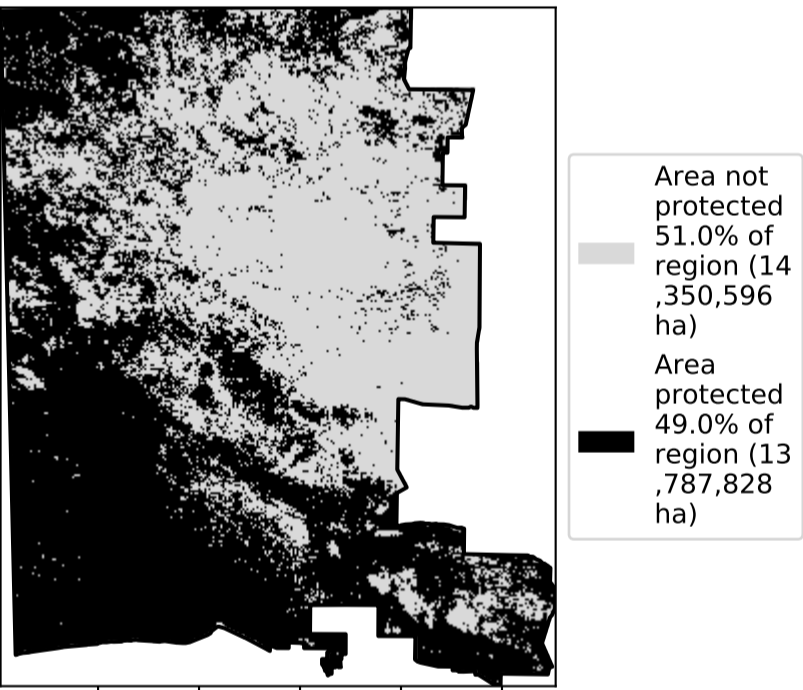 Area not
protected
51.0% of
region (14
,350,596
ha)
Area
protected
49.0% of
region (13
,787,828
ha)